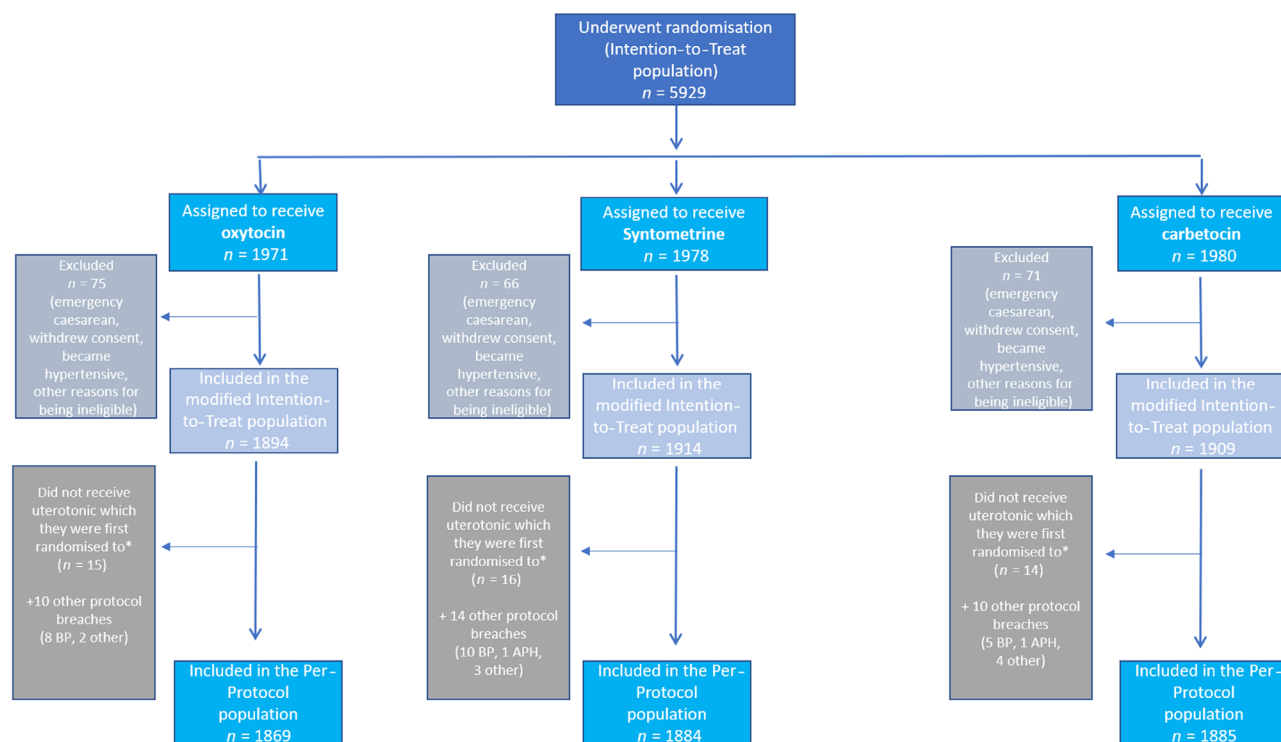 Underwent randomisation
(Intention-to-Treat
population)
n = 5929
Assigned to receive
oxytocin
n = 1971
Assigned to receive
Syntometrine
n = 1978
Assigned to receive
carbetocin
n = 1980
Excluded
n = 75
(emergency
caesarean,
withdrew consent,
became
hypertensive,
other reasons for
being ineligible)
Excluded
n = 66
(emergency
caesarean,
withdrew consent,
became
hypertensive,
other reasons for
being ineligible)
Excluded
n = 71
(emergency
caesarean,
withdrew consent,
became
hypertensive,
other reasons for
being ineligible)
Included in the
modified Intention-
to-Treat population
n = 1894
Included in the
modified Intention-
to-Treat population
n = 1914
Included in the
modified Intention-
to-Treat population
n = 1909
Did not receive
uterotonic which
they were first
randomised to*
(n = 15)
+10 other protocol
breaches
(8 BP, 2 other)
Did not receive
uterotonic which
they were first
randomised to*
(n = 16)
+ 14 other protocol
breaches
(10 BP, 1 APH,
3 other)
Did not receive
uterotonic which
they were first
randomised to*
(n = 14)
+ 10 other protocol
breaches
(5 BP, 1 APH,
4 other)
Included in the Per-
Protocol
population
n = 1869
Included in the Per-
Protocol
population
n = 1884
Included in the Per-
Protocol
population
n = 1885